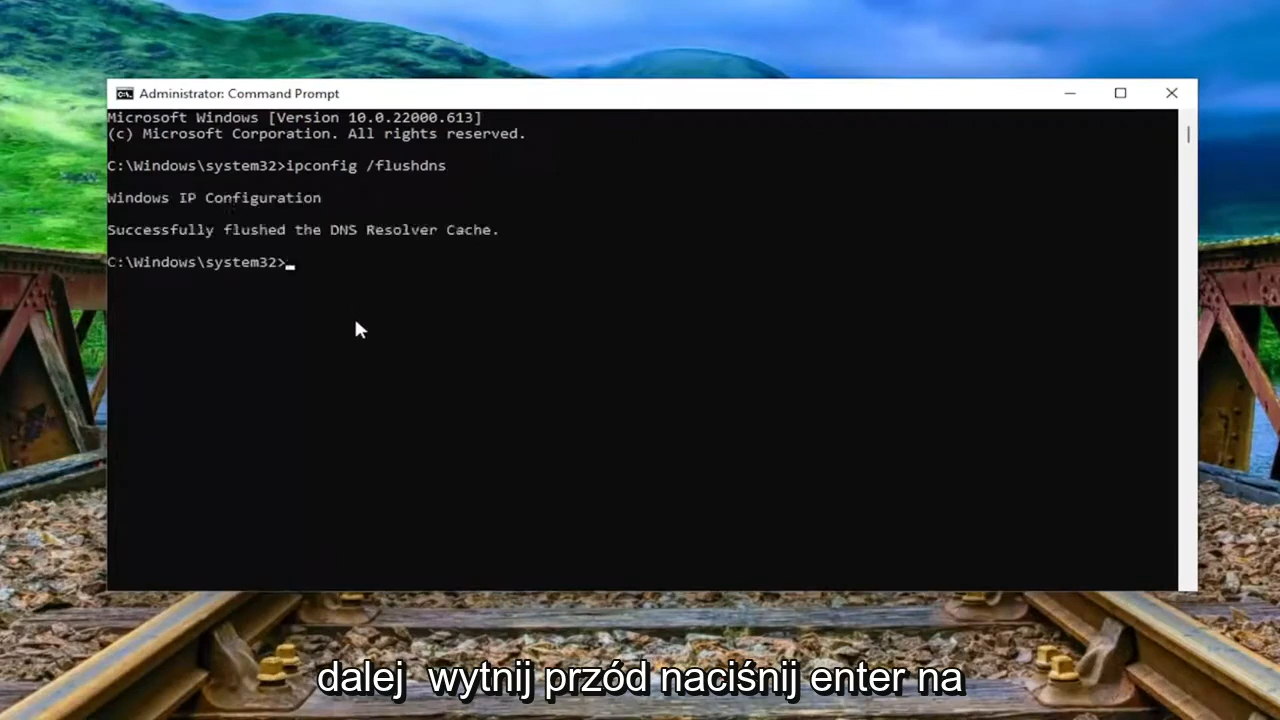 Administrator: Command Prompt
Microsoft Windows [Version 10.0.22000.613]
(c) Microsoft Corporation. All rights reserved.
C:\Windows\system32>ipconfig /flushdns
Windows IP Configuration
Successfully flushed the DNS Resolver Cache.
C:\Windows\system32>
dalej  wytnij przód naciśnij enter na